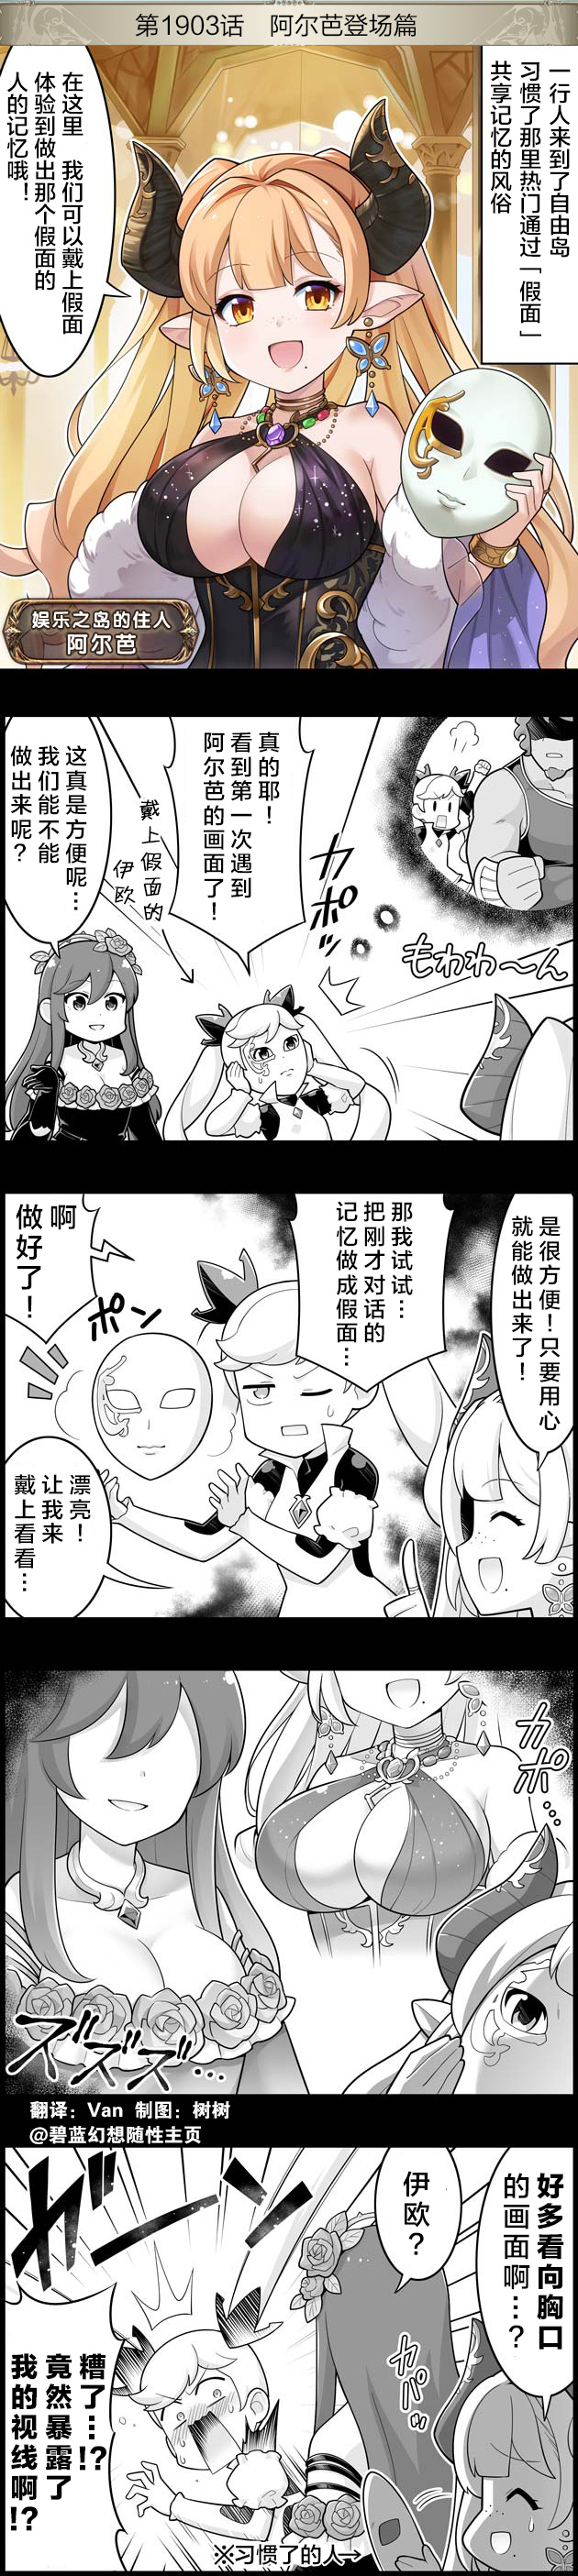 第1903话　阿尔芭登场篇
一行人来到了自由岛
习惯了那里热门通过「假面」
共享记忆的风俗
在这里　我们可以戴上假面
体验到做出那个假面的
人的记忆哦！
娱乐之岛的住人
阿尔芭
もわわ〜ん
カポッ
真的耶！
看到第一次遇到
阿尔芭的画面了！
戴上假面的
伊欧
这真是方便呢…
我们能不能
做出来呢？
是很方便！只要用心
就能做出来了！
那我试试…
把刚才对话的
记忆做成假面…
ポン
啊
做好了！
漂亮！
让我来
戴上看看…
カポ…
ズズズ…
翻译：Van 制图：树树
@碧蓝幻想随性主页
好多看向胸口
的画面啊…？
伊欧？
カパッ
ガーン
糟了…!?
竟然暴露了
我的视线啊!?
※习惯了的人→